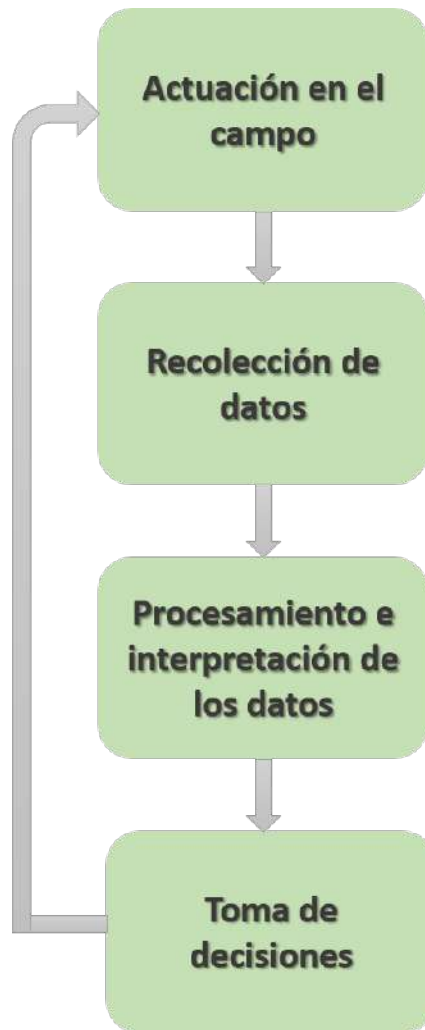 Actuación en el
campo
Recolección de
datos
Procesamiento e
interpretación de
los datos
Toma de
decisiones